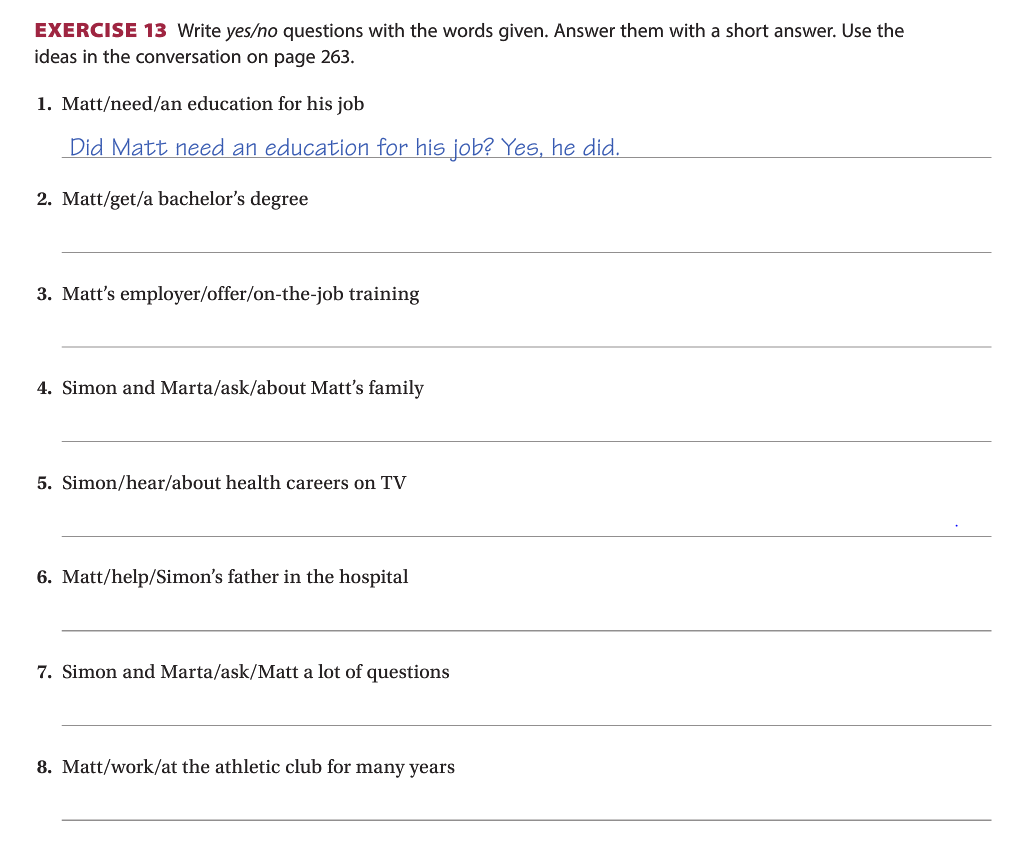 EXERCISE 13 Write yes/no questions with the words given. Answer them with a short answer. Use the
ideas in the conversation on page 263.
1. Matt/need/an education for his job
Did Matt need an education for his job? Yes, he did.
2. Matt/get/a bachelor’s degree
3. Matt’s employer/offer/on-the-job training
4. Simon and Marta/ask/about Matt’s family
5. Simon/hear/about health careers on TV
6. Matt/help/Simon’s father in the hospital
7. Simon and Marta/ask/Matt a lot of questions
8. Matt/work/at the athletic club for many years